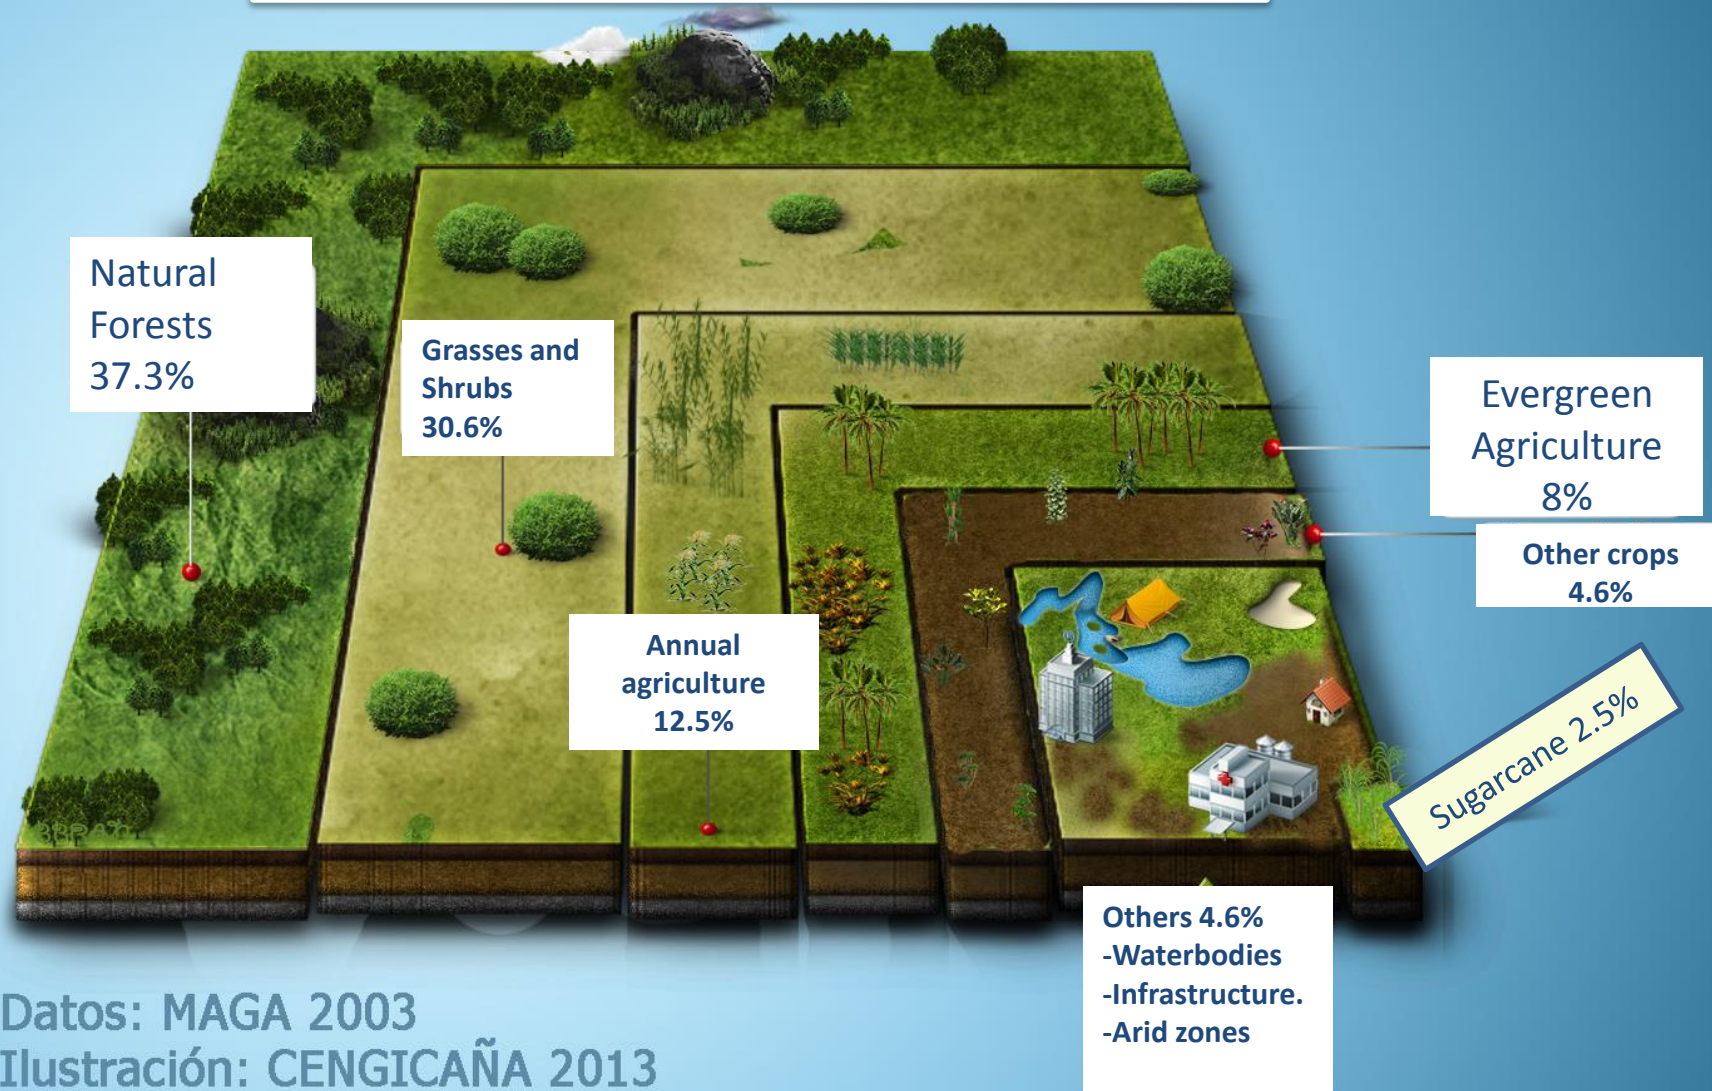 Natural
Forests
37.3%
Grasses and
Shrubs
30.6%
Annual
agriculture
12.5%
Evergreen
Agriculture
8%
Other crops
4.6%
Sugarcane 2.5%
Others 4.6%
-Waterbodies
-Infrastructure.
-Arid zones
Datos: MAGA 2003
Ilustración: CENGICAÑA 2013